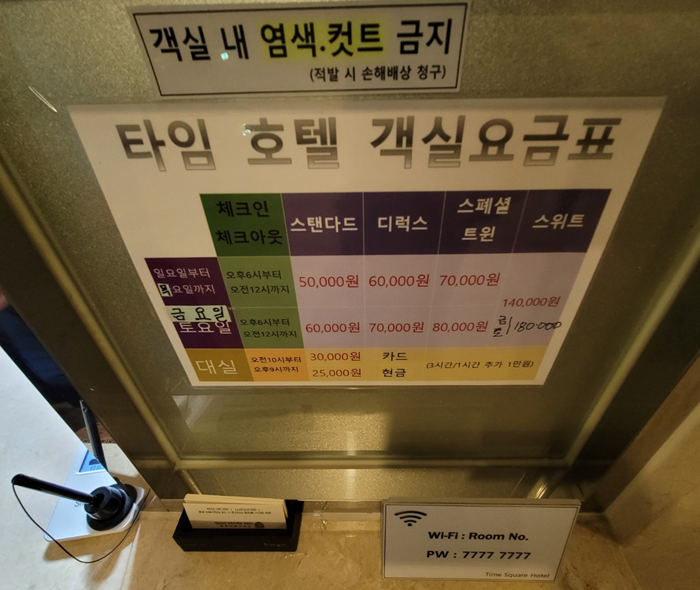 객실 내 염색.컷트 금지
(적발 시 손해배상 청구)
타임 호텔 객실요금표
체크인
체크아웃
스탠다드
디럭스
스페셜
트윈
스위트
일요일부터
목요일까지
오후6시부터
오전12시까지
50,000원
60,000원
70,000원
140,000원
금요일
토요일
오후6시부터
오전12시까지
60,000원
70,000원
80,000원
금
토/180.000
대실
오전10시부터
오후9시까지
30,000원
25,000원
카드
현금
(3시간/1시간 추가 1만원)
Wi-Fi : Room No.
PW : 7777 7777
Time Square Hotel